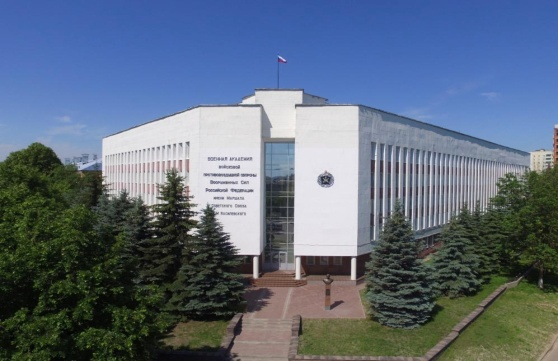 Военная академия
войсковой
противовоздушной обороны
Вооруженных Сил
Российской Федерации
имени Маршала
Советского Союза
Василевского